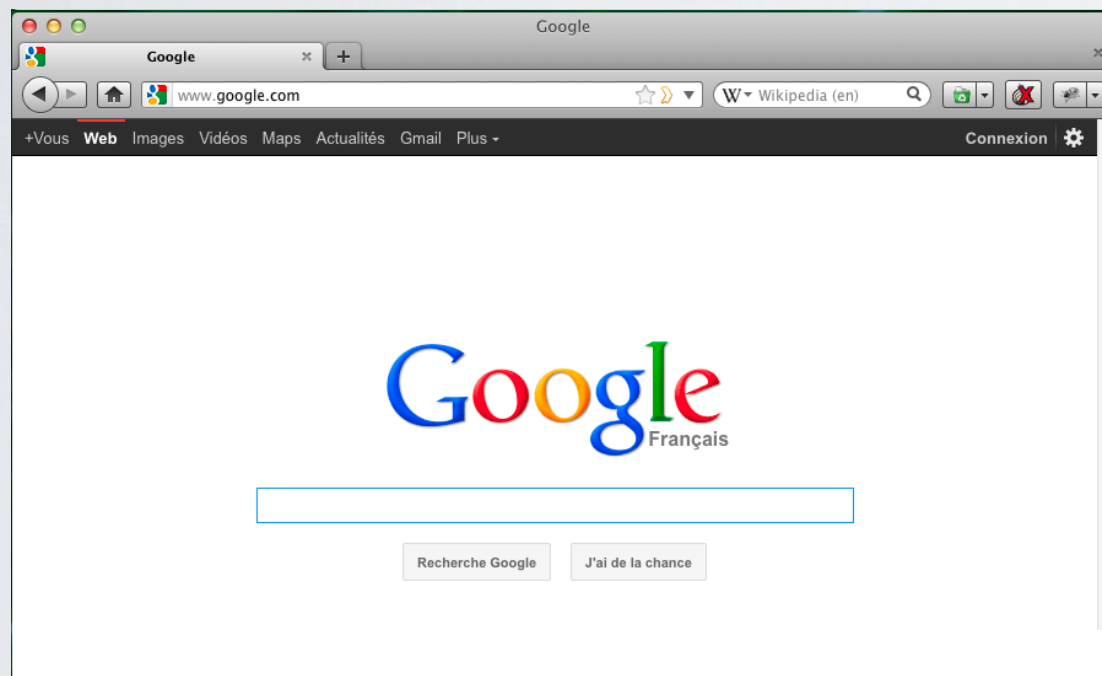 Google
Google
www.google.com
W Wikipedia (en)
+Vous Web Images Vidéos Maps Actualités Gmail Plus
Connexion
Google
Français
Recherche Google
J'ai de la chance